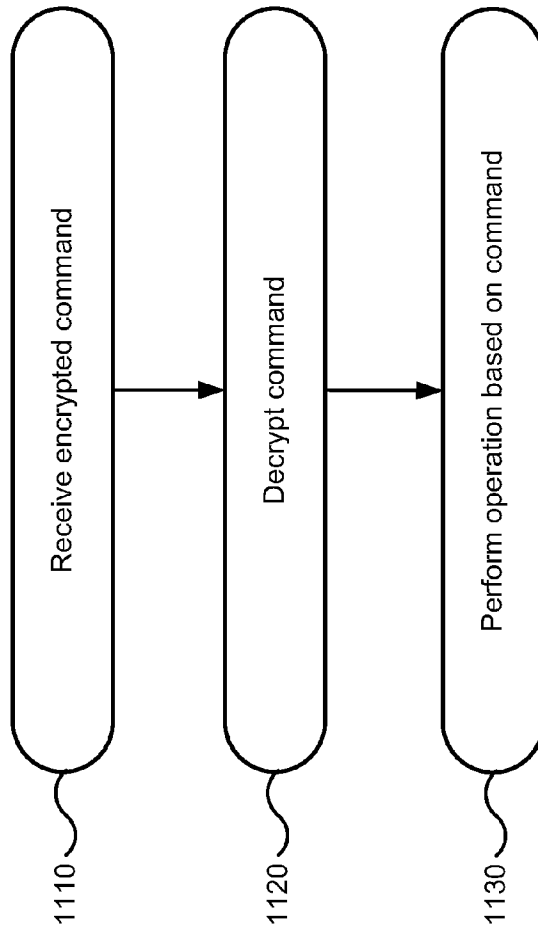 1110
Receive encrypted command
1120
Decrypt command
1130
Perform operation based on command